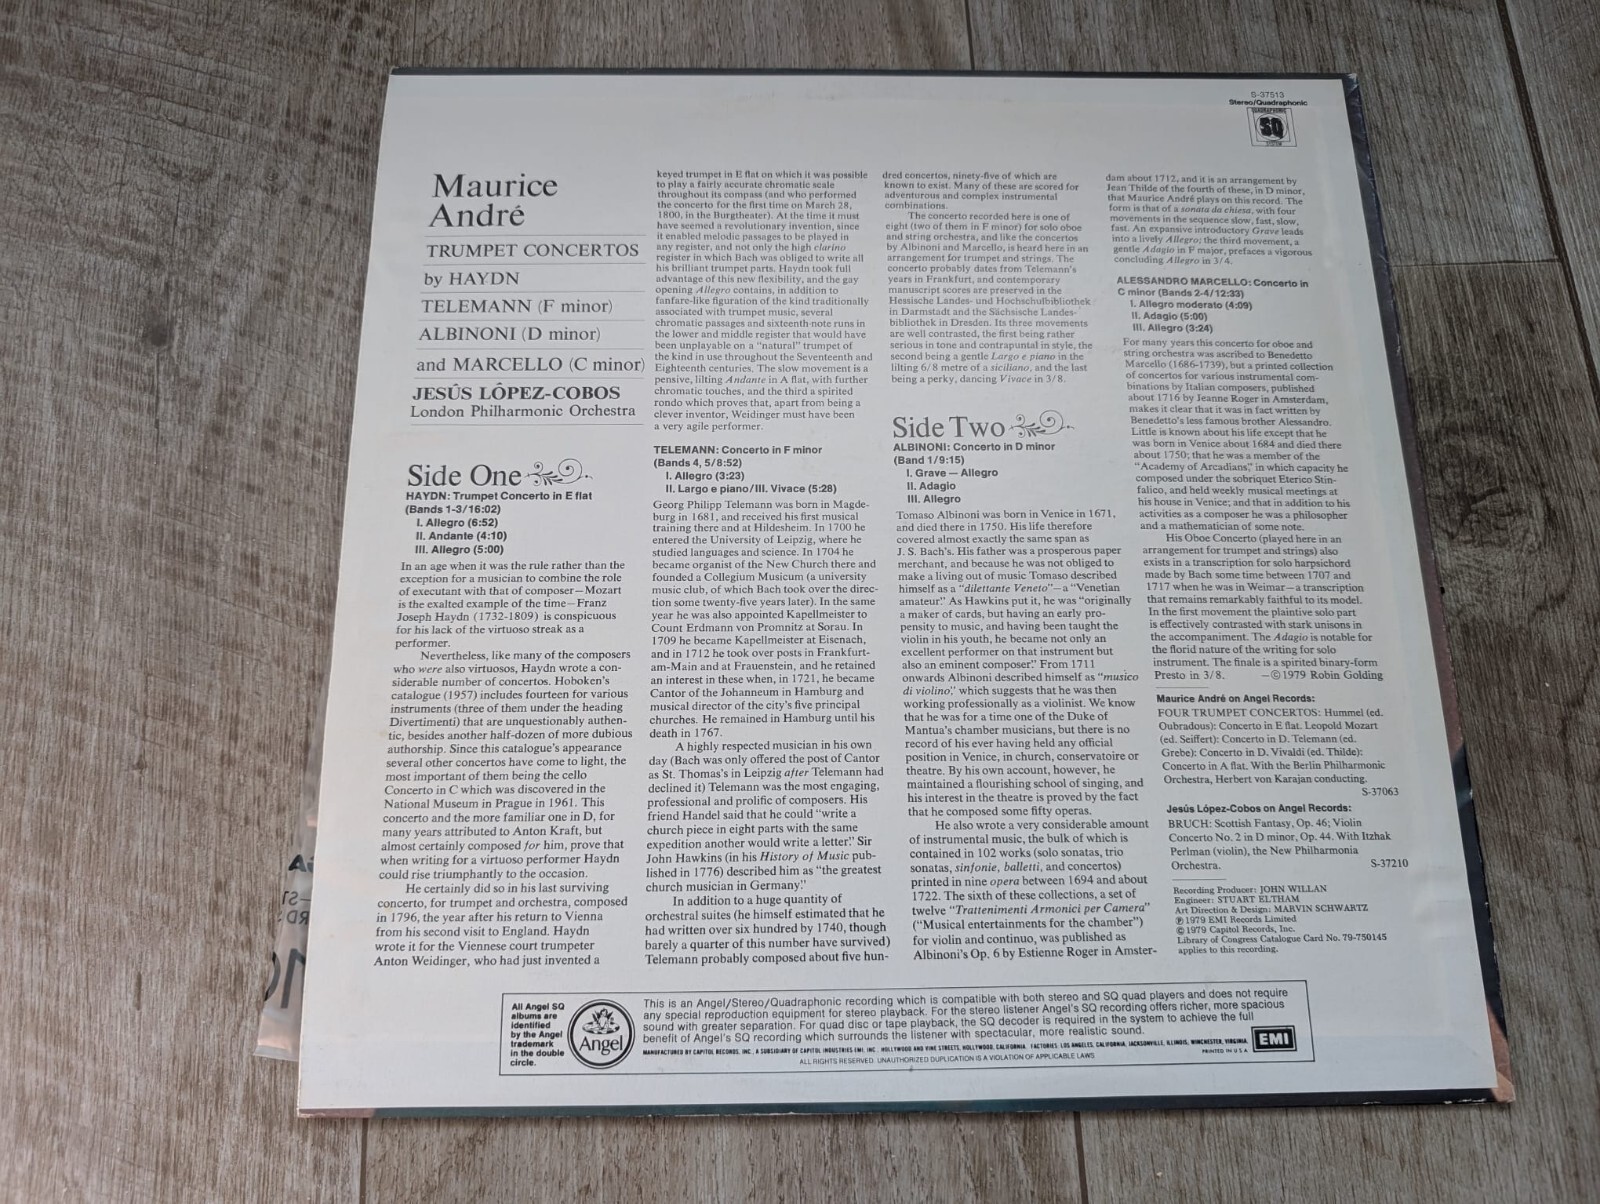 S-37513
Stereo/Quadraphonic
QUADRAPHONIC
SQ
SYSTEM
Maurice
André
TRUMPET CONCERTOS
by HAYDN
TELEMANN (F minor)
ALBINONI (D minor)
and MARCELLO (C minor)
JESÚS LÔPEZ-COBOS
London Philharmonic Orchestra
Side One
HAYDN: Trumpet Concerto in E flat
(Bands 1-3/16:02)
I. Allegro (6:52)
II. Andante (4:10)
III. Allegro (5:00)
In an age when it was the rule rather than the
exception for a musician to combine the role
of executant with that of composer—Mozart
is the exalted example of the time—Franz
Joseph Haydn (1732-1809) is conspicuous
for his lack of the virtuoso streak as a
performer.
Nevertheless, like many of the composers
who were also virtuosos, Haydn wrote a con-
siderable number of concertos. Hoboken's
catalogue (1957) includes fourteen for various
instruments (three of them under the heading
Divertimenti) that are unquestionably authen-
tic, besides another half-dozen of more dubious
authorship. Since this catalogue's appearance
several other concertos have come to light, the
most important of them being the cello
Concerto in C which was discovered in the
National Museum in Prague in 1961. This
concerto and the more familiar one in D, for
many years attributed to Anton Kraft, but
almost certainly composed for him, prove that
when writing for a virtuoso performer Haydn
could rise triumphantly to the occasion.
He certainly did so in his last surviving
concerto, for trumpet and orchestra, composed
in 1796, the year after his return to Vienna
from his second visit to England. Haydn
wrote it for the Viennese court trumpeter
Anton Weidinger, who had just invented a
keyed trumpet in E flat on which it was possible
to play a fairly accurate chromatic scale
throughout its compass (and who performed
the concerto for the first time on March 28,
1800, in the Burgtheater). At the time it must
have seemed a revolutionary invention, since
it enabled melodic passages to be played in
any register, and not only the high clarino
register in which Bach was obliged to write all
his brilliant trumpet parts. Haydn took full
advantage of this new flexibility, and the gay
opening Allegro contains, in addition to
fanfare-like figuration of the kind traditionally
associated with trumpet music, several
chromatic passages and sixteenth-note runs in
the lower and middle register that would have
been unplayable on a "natural" trumpet of
the kind in use throughout the Seventeenth and
Eighteenth centuries. The slow movement is a
pensive, lilting Andante in A flat, with further
chromatic touches, and the third a spirited
rondo which proves that, apart from being a
clever inventor, Weidinger must have been
a very agile performer.
TELEMANN: Concerto in F minor
(Bands 4, 5/8:52)
I. Allegro (3:23)
II. Largo e piano/III. Vivace (5:28)
Georg Philipp Telemann was born in Magde-
burg in 1681, and received his first musical
training there and at Hildesheim. In 1700 he
entered the University of Leipzig, where he
studied languages and science. In 1704 he
became organist of the New Church there and
founded a Collegium Musicum (a university
music club, of which Bach took over the direc-
tion some twenty-five years later). In the same
year he was also appointed Kapellmeister to
Count Erdmann von Promnitz at Sorau. In
1709 he became Kapellmeister at Eisenach,
and in 1712 he took over posts in Frankfurt-
am-Main and at Frauenstein, and he retained
an interest in these when, in 1721, he became
Cantor of the Johanneum in Hamburg and
musical director of the city's five principal
churches. He remained in Hamburg until his
death in 1767.
A highly respected musician in his own
day (Bach was only offered the post of Cantor
as St. Thomas's in Leipzig after Telemann had
declined it) Telemann was the most engaging,
professional and prolific of composers. His
friend Handel said that he could "write a
church piece in eight parts with the same
expedition another would write a letter." Sir
John Hawkins (in his History of Music pub-
lished in 1776) described him as "the greatest
church musician in Germany."
In addition to a huge quantity of
orchestral suites (he himself estimated that he
had written over six hundred by 1740, though
barely a quarter of this number have survived)
Telemann probably composed about five hun-
dred concertos, ninety-five of which are
known to exist. Many of these are scored for
adventurous and complex instrumental
combinations.
The concerto recorded here is one of
eight (two of them in F minor) for solo oboe
and string orchestra, and like the concertos
by Albinoni and Marcello, is heard here in an
arrangement for trumpet and strings. The
concerto probably dates from Telemann's
years in Frankfurt, and contemporary
manuscript scores are preserved in the
Hessische Landes- und Hochschulbibliothek
in Darmstadt and the Sächsische Landes-
bibliothek in Dresden. Its three movements
are well contrasted, the first being rather
serious in tone and contrapuntal in style, the
second being a gentle Largo e piano in the
lilting 6/8 metre of a siciliano, and the last
being a perky, dancing Vivace in 3/8.
Side Two
ALBINONI: Concerto in D minor
(Band 1/9:15)
I. Grave — Allegro
II. Adagio
III. Allegro
Tomaso Albinoni was born in Venice in 1671,
and died there in 1750. His life therefore
covered almost exactly the same span as
J. S. Bach's. His father was a prosperous paper
merchant, and because he was not obliged to
make a living out of music Tomaso described
himself as a "dilettante Veneto"—a "Venetian
amateur." As Hawkins put it, he was "originally
a maker of cards, but having an early pro-
pensity to music, and having been taught the
violin in his youth, he became not only an
excellent performer on that instrument but
also an eminent composer." From 1711
onwards Albinoni described himself as "musico
di violino," which suggests that he was then
working professionally as a violinist. We know
that he was for a time one of the Duke of
Mantua's chamber musicians, but there is no
record of his ever having held any official
position in Venice, in church, conservatoire or
theatre. By his own account, however, he
maintained a flourishing school of singing, and
his interest in the theatre is proved by the fact
that he composed some fifty operas.
He also wrote a very considerable amount
of instrumental music, the bulk of which is
contained in 102 works (solo sonatas, trio
sonatas, sinfonie, balletti, and concertos)
printed in nine opera between 1694 and about
1722. The sixth of these collections, a set of
twelve "Trattenimenti Armonici per Camera"
("Musical entertainments for the chamber")
for violin and continuo, was published as
Albinoni's Op. 6 by Estienne Roger in Amster-
dam about 1712, and it is an arrangement by
Jean Thilde of the fourth of these, in D minor,
that Maurice André plays on this record. The
form is that of a sonata da chiesa, with four
movements in the sequence slow, fast, slow,
fast. An expansive introductory Grave leads
into a lively Allegro; the third movement, a
gentle Adagio in F major, prefaces a vigorous
concluding Allegro in 3/4.
ALESSANDRO MARCELLO: Concerto in
C minor (Bands 2-4/12:33)
I. Allegro moderato (4:09)
II. Adagio (5:00)
III. Allegro (3:24)
For many years this concerto for oboe and
string orchestra was ascribed to Benedetto
Marcello (1686-1739), but a printed collection
of concertos for various instrumental com-
binations by Italian composers, published
about 1716 by Jeanne Roger in Amsterdam,
makes it clear that it was in fact written by
Benedetto's less famous brother Alessandro.
Little is known about his life except that he
was born in Venice about 1684 and died there
about 1750; that he was a member of the
"Academy of Arcadians," in which capacity he
composed under the sobriquet Eterico Stin-
falico, and held weekly musical meetings at
his house in Venice; and that in addition to his
activities as a composer he was a philosopher
and a mathematician of some note.
His Oboe Concerto (played here in an
arrangement for trumpet and strings) also
exists in a transcription for solo harpsichord
made by Bach some time between 1707 and
1717 when he was in Weimar—a transcription
that remains remarkably faithful to its model.
In the first movement the plaintive solo part
is effectively contrasted with stark unisons in
the accompaniment. The Adagio is notable for
the florid nature of the writing for solo
instrument. The finale is a spirited binary-form
Presto in 3/8. —©1979 Robin Golding
Maurice André on Angel Records:
FOUR TRUMPET CONCERTOS: Hummel (ed.
Oubradous): Concerto in E flat. Leopold Mozart
(ed. Seiffert): Concerto in D. Telemann (ed.
Grebe): Concerto in D. Vivaldi (ed. Thilde):
Concerto in A flat. With the Berlin Philharmonic
Orchestra, Herbert von Karajan conducting.
S-37063
Jesús López-Cobos on Angel Records:
BRUCH: Scottish Fantasy, Op. 46; Violin
Concerto No. 2 in D minor, Op. 44. With Itzhak
Perlman (violin), the New Philharmonia
Orchestra. S-37210
Recording Producer: JOHN WILLAN
Engineer: STUART ELTHAM
Art Direction & Design: MARVIN SCHWARTZ
℗1979 EMI Records Limited
©1979 Capitol Records, Inc.
Library of Congress Catalogue Card No. 79-750145
applies to this recording.
All Angel SQ
albums are
identified
by the Angel
trademark
in the double
circle.
Angel
This is an Angel/Stereo/Quadraphonic recording which is compatible with both stereo and SQ quad players and does not require
any special reproduction equipment for stereo playback. For the stereo listener Angel's SQ recording offers richer, more spacious
sound with greater separation. For quad disc or tape playback, the SQ decoder is required in the system to achieve the full
benefit of Angel's SQ recording which surrounds the listener with spectacular, more realistic sound.
MANUFACTURED BY CAPITOL RECORDS, INC., A SUBSIDIARY OF CAPITOL INDUSTRIES-EMI, INC., HOLLYWOOD AND VINE STREETS, HOLLYWOOD, CALIFORNIA. FACTORIES: LOS ANGELES, CALIFORNIA, JACKSONVILLE, ILLINOIS, WINCHESTER, VIRGINIA.
ALL RIGHTS RESERVED. UNAUTHORIZED DUPLICATION IS A VIOLATION OF APPLICABLE LAWS
PRINTED IN U.S.A.
EMI